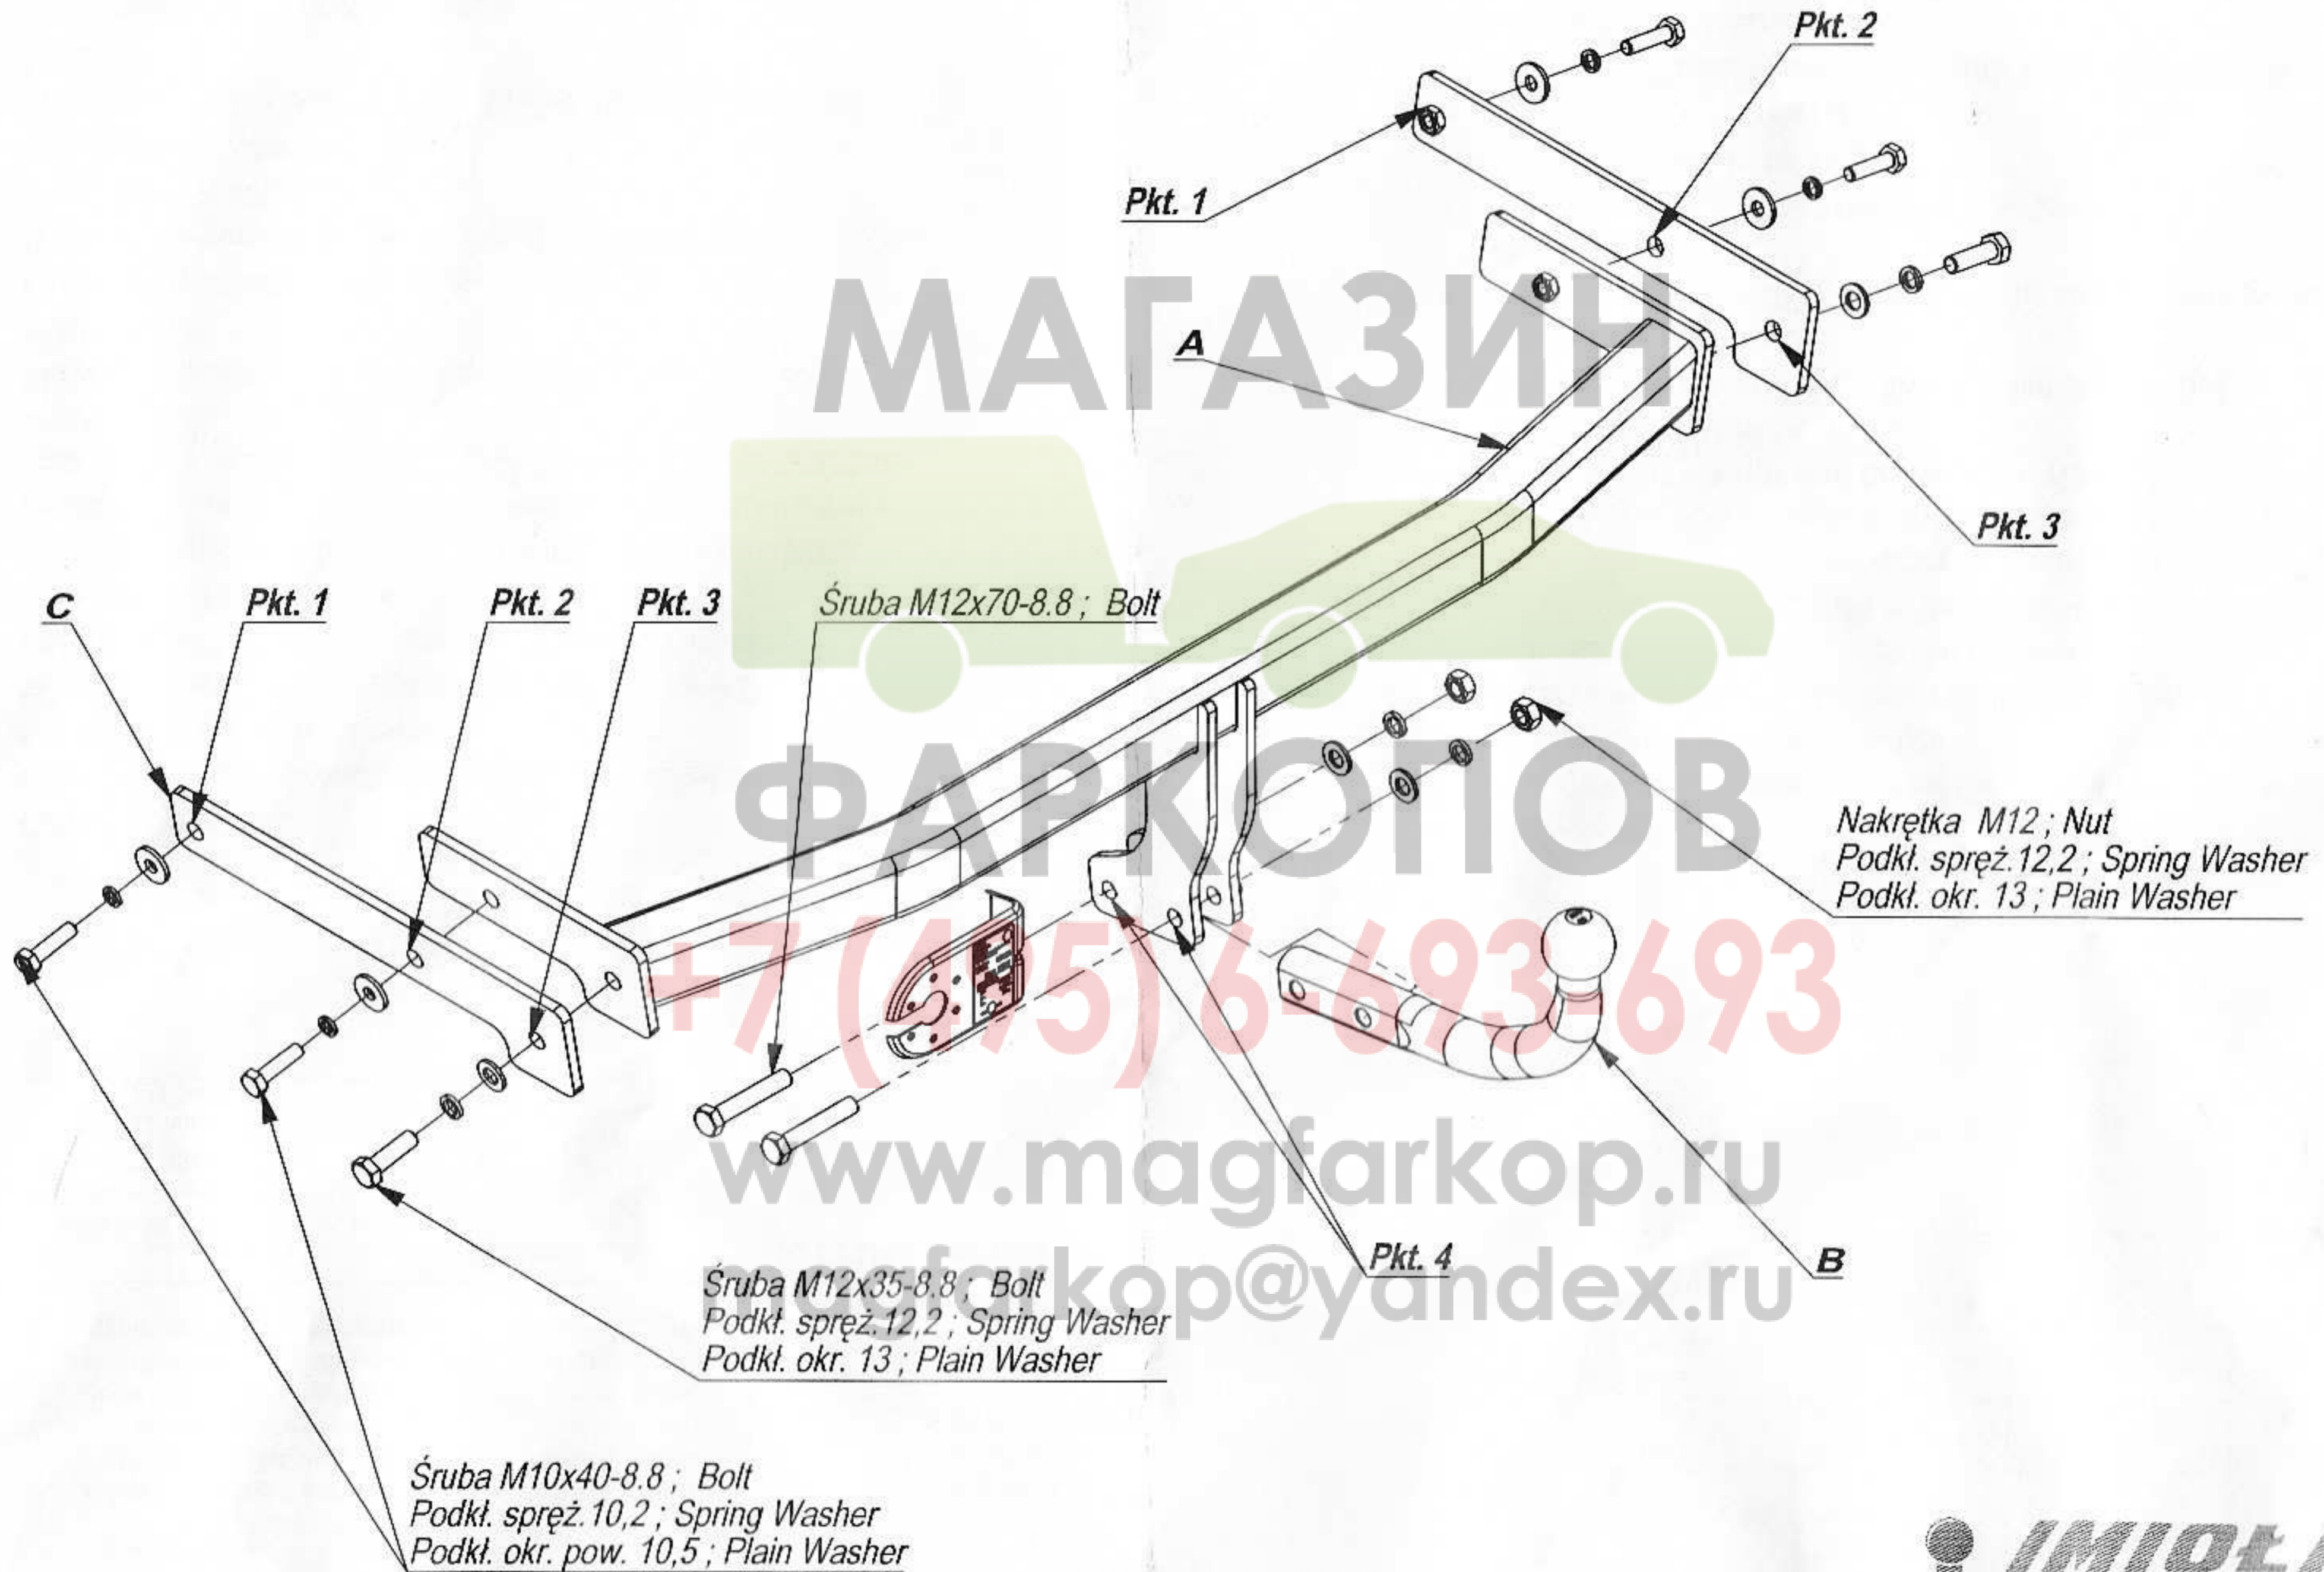 Pkt. 2
Pkt. 1
МАГАЗИН
A
Pkt. 3
C
Pkt. 1
Pkt. 2
Pkt. 3
Śruba M12x70-8.8 ; Bolt
ФАРКОПОВ
Nakrętka M12 ; Nut
Podkł. spręż. 12,2 ; Spring Washer
Podkł. okr. 13 ; Plain Washer
+7 (495) 6-693-693
www.magfarkop.ru
Pkt. 4
B
magfarkop@yandex.ru
Śruba M12x35-8.8 ; Bolt
Podkł. spręż. 12,2 ; Spring Washer
Podkł. okr. 13 ; Plain Washer
Śruba M10x40-8.8 ; Bolt
Podkł. spręż. 10,2 ; Spring Washer
Podkł. okr. pow. 10,5 ; Plain Washer